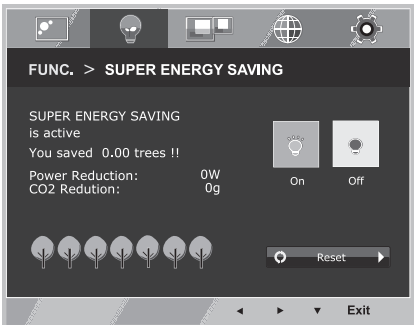 FUNC. > SUPER ENERGY SAVING
SUPER ENERGY SAVING
is active
You saved 0.00 trees !!
Power Reduction: 0W
CO2 Redution: 0g
On Off
Reset
Exit